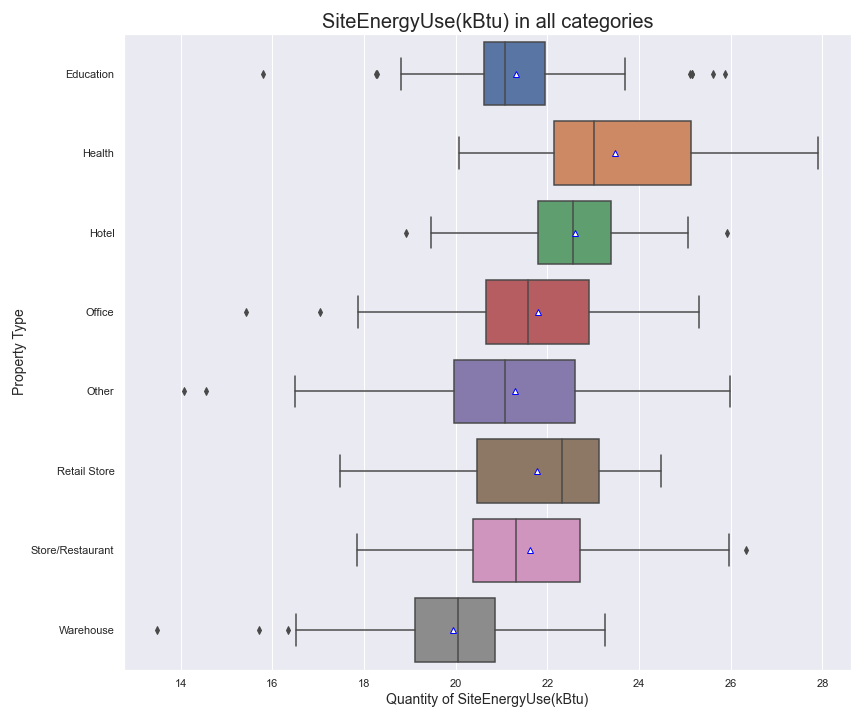 SiteEnergyUse(kBtu) in all categories
Property Type
Education
Health
Hotel
Office
Other
Retail Store
Store/Restaurant
Warehouse
14 16 18 20 22 24 26 28
Quantity of SiteEnergyUse(kBtu)